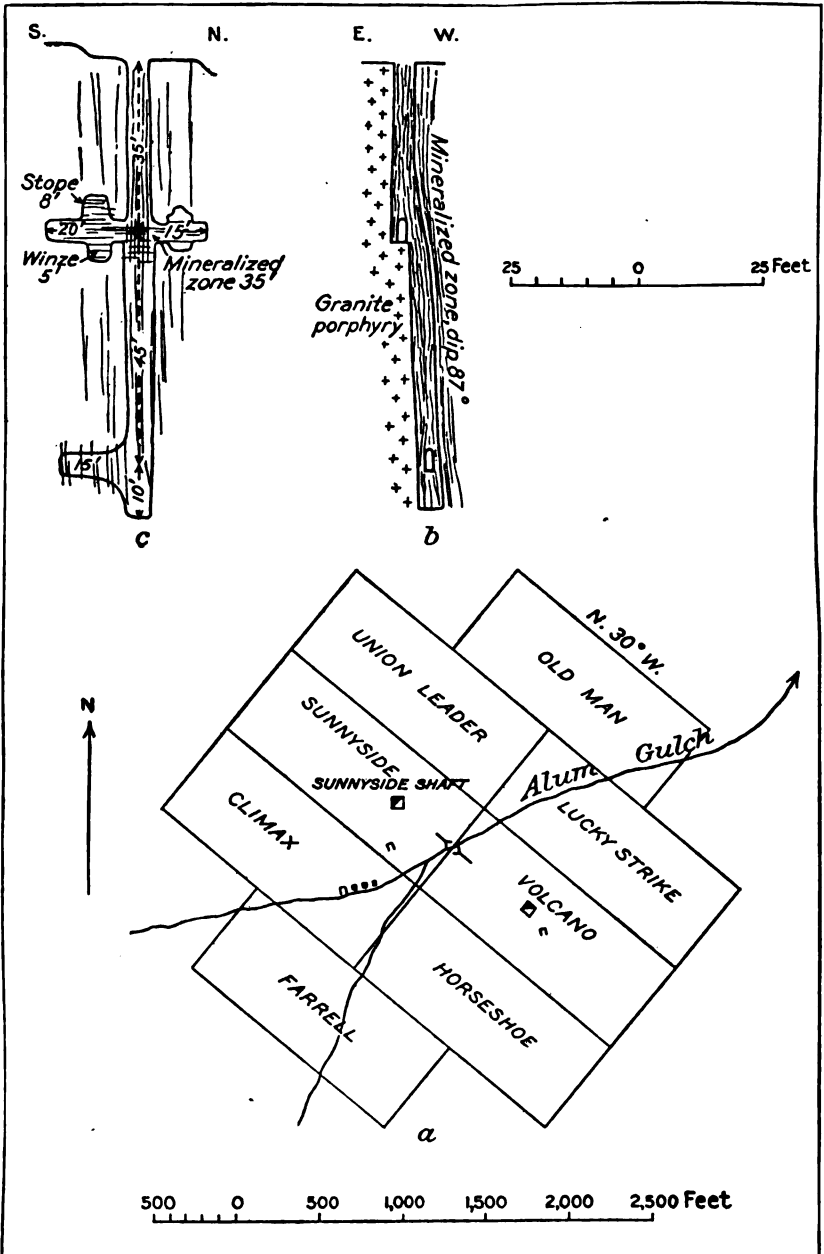 S.
N.
35'
Stope
8'
20'
15'
Winze
5'
Mineralized
zone 35'
45'
15'
10'
c
E.
W.
Mineralized zone, dip 87°
Granite
porphyry
b
25
0
25 Feet
N
UNION LEADER
OLD MAN
N. 30° W.
SUNNYSIDE
SUNNYSIDE SHAFT
CLIMAX
Alum Gulch
LUCKY STRIKE
VOLCANO
HORSESHOE
FARRELL
a
500 0 500 1,000 1,500 2,000 2,500 Feet